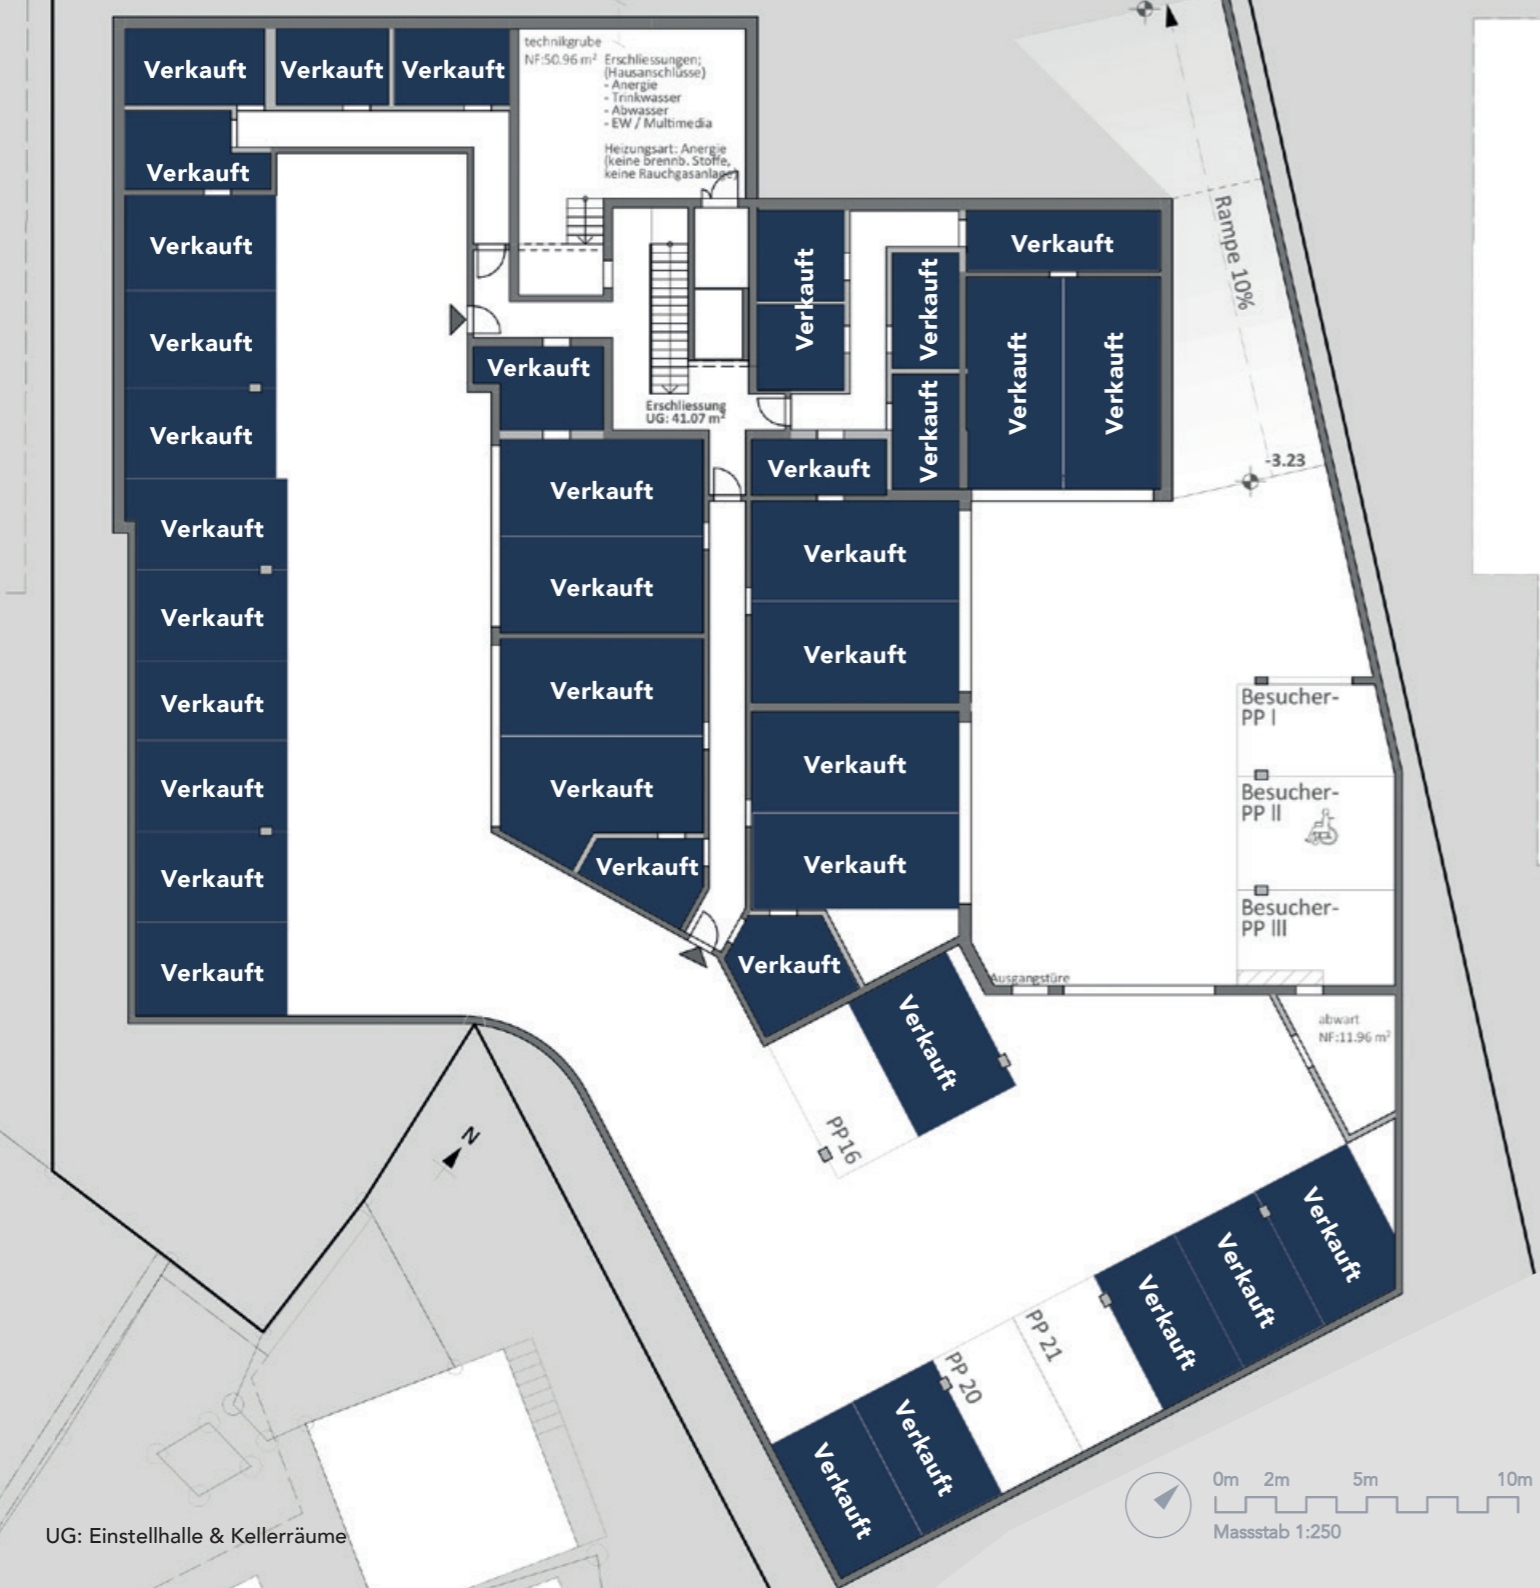 Verkauft
Verkauft
Verkauft
technikgrube
NF:50.96 m²
Erschliessungen;
(Hausanschlüsse)
- Anergie
- Trinkwasser
- Abwasser
- EW / Multimedia
Heizungsart: Anergie
(keine brennb. Stoffe,
keine Rauchgasanlage)
Verkauft
Verkauft
Verkauft
Verkauft
Verkauft
Verkauft
Verkauft
Verkauft
Verkauft
Verkauft
Verkauft
Erschliessung
UG: 41.07 m²
Verkauft
Verkauft
Verkauft
Verkauft
Verkauft
Verkauft
Verkauft
Rampe 10%
-3.23
Verkauft
Verkauft
Verkauft
Verkauft
Verkauft
Verkauft
Verkauft
Verkauft
Verkauft
Verkauft
Verkauft
Besucher-
PP I
Besucher-
PP II
Besucher-
PP III
Ausgangstüre
abwart
NF:11.96 m²
Verkauft
PP16
N
Verkauft
Verkauft
Verkauft
PP 21
PP 20
Verkauft
Verkauft
0m 2m 5m 10m
Massstab 1:250
UG: Einstellhalle & Kellerräume